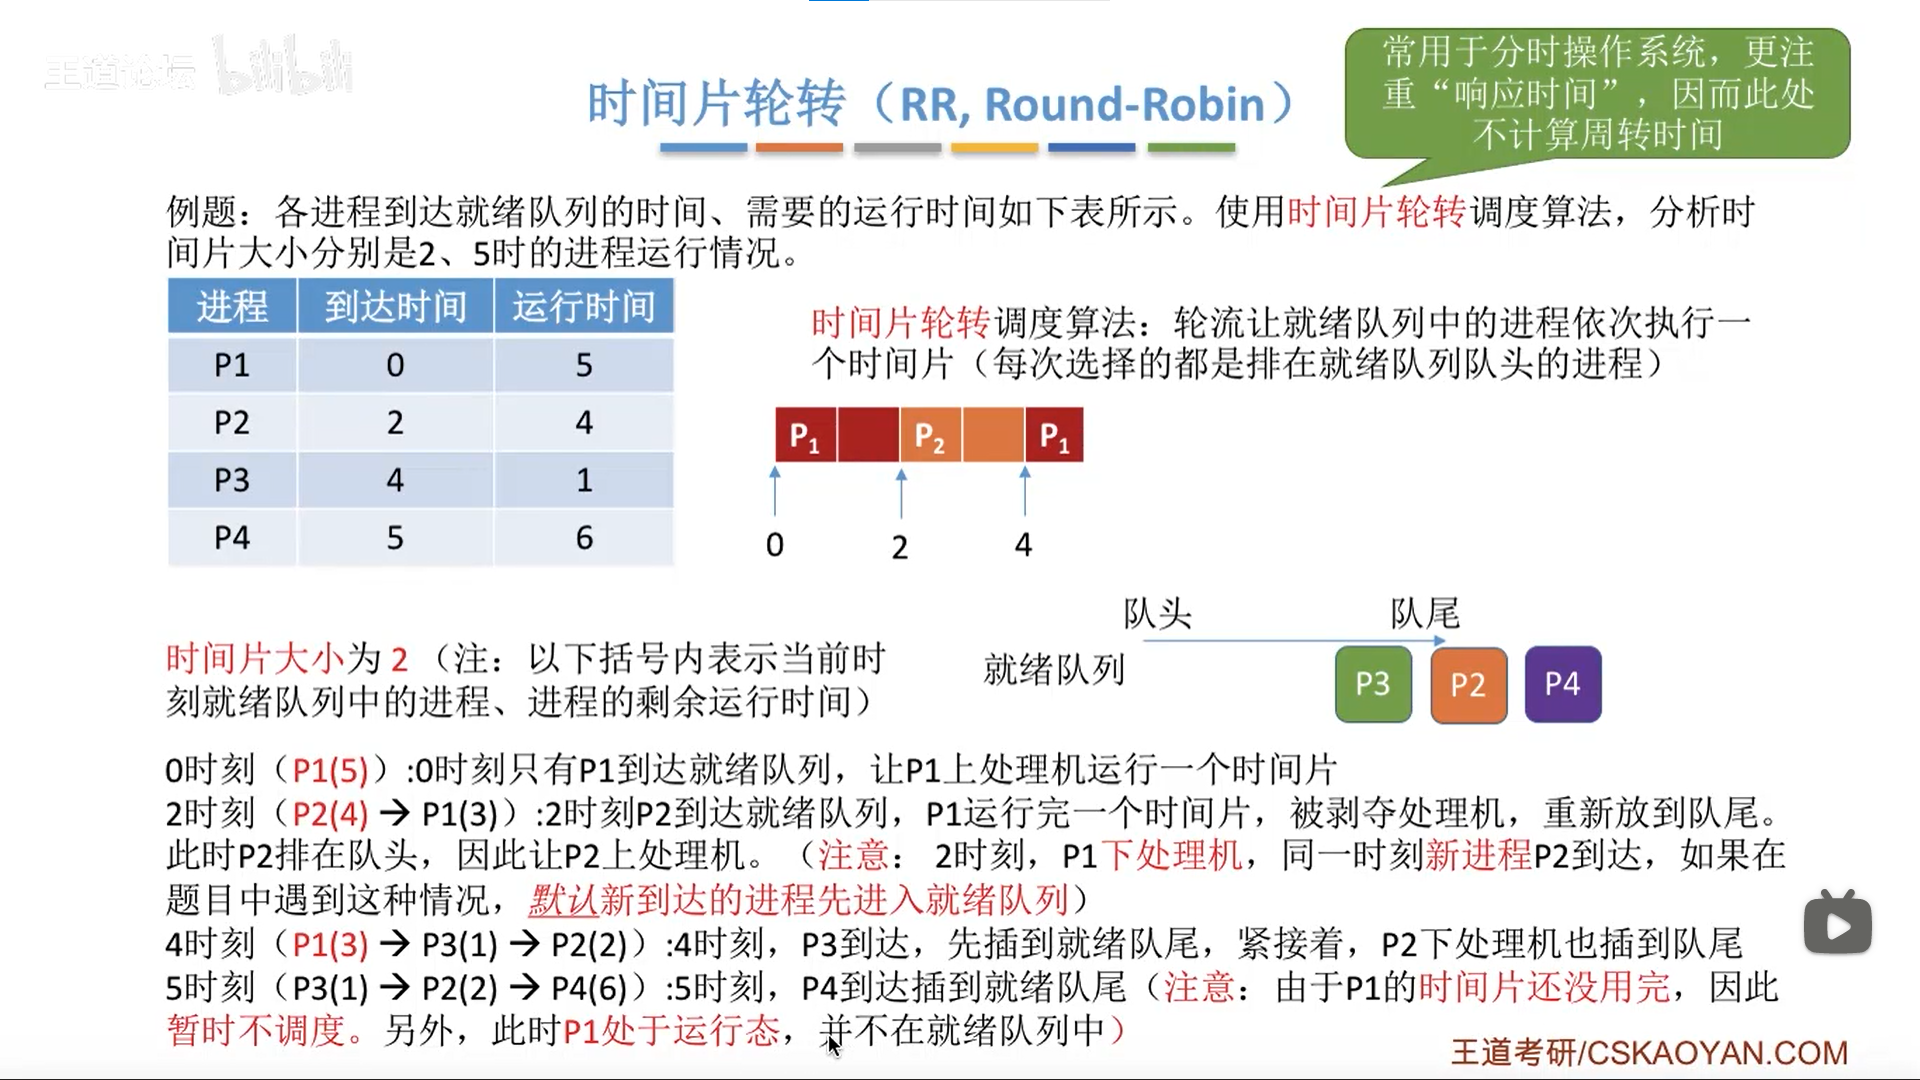 王道论坛 bilibili
时间片轮转（RR, Round-Robin）
常用于分时操作系统，更注
重“响应时间”，因而此处
不计算周转时间
例题：各进程到达就绪队列的时间、需要的运行时间如下表所示。使用时间片轮转调度算法，分析时
间片大小分别是2、5时的进程运行情况。
进程 到达时间 运行时间
P1 0 5
P2 2 4
P3 4 1
P4 5 6
时间片轮转调度算法：轮流让就绪队列中的进程依次执行一
个时间片（每次选择的都是排在就绪队列队头的进程）
P1 P2 P1
0 2 4
队头 队尾
就绪队列 P3 P2 P4
时间片大小为 2（注：以下括号内表示当前时
刻就绪队列中的进程、进程的剩余运行时间）
0时刻（P1(5)）:0时刻只有P1到达就绪队列，让P1上处理机运行一个时间片
2时刻（P2(4) → P1(3)）:2时刻P2到达就绪队列，P1运行完一个时间片，被剥夺处理机，重新放到队尾。
此时P2排在队头，因此让P2上处理机。（注意： 2时刻，P1下处理机，同一时刻新进程P2到达，如果在
题目中遇到这种情况，默认新到达的进程先进入就绪队列）
4时刻（P1(3) → P3(1) → P2(2)）:4时刻，P3到达，先插到就绪队尾，紧接着，P2下处理机也插到队尾
5时刻（P3(1) → P2(2) → P4(6)）:5时刻，P4到达插到就绪队尾（注意：由于P1的时间片还没用完，因此
暂时不调度。另外，此时P1处于运行态，并不在就绪队列中）
王道考研/CSKAOYAN.COM